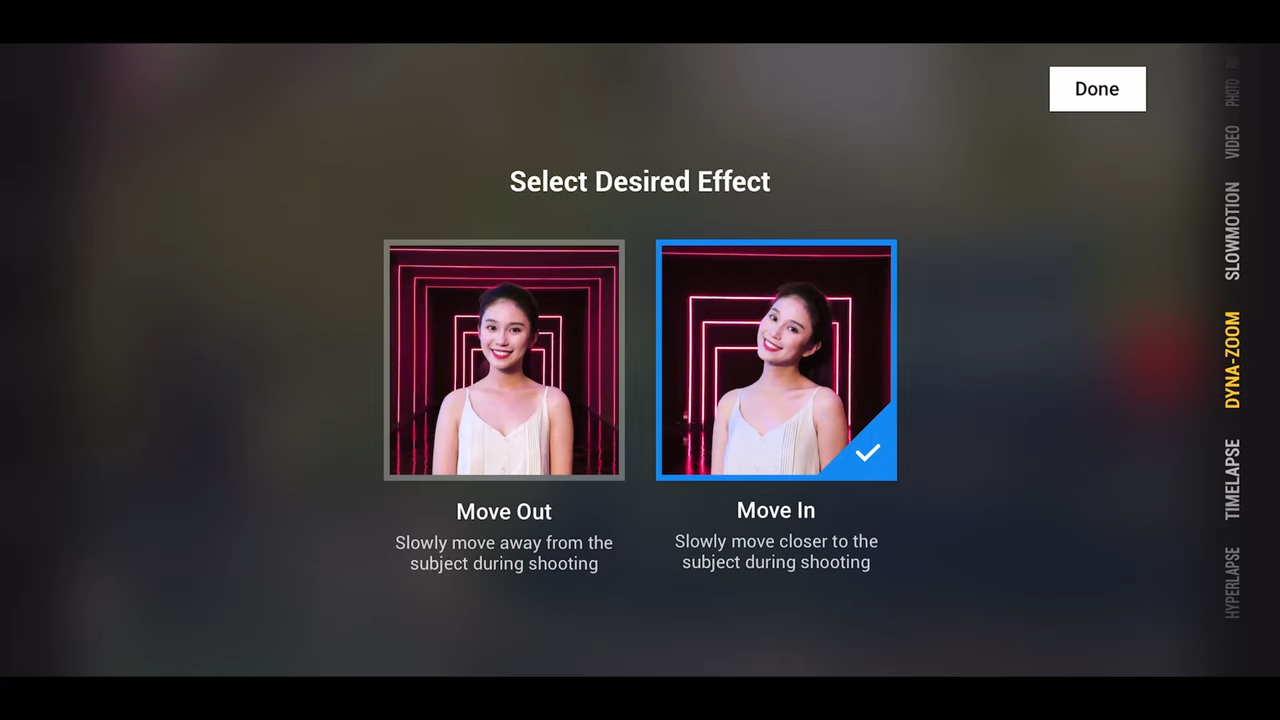 Done
Select Desired Effect
Move Out
Slowly move away from the
subject during shooting
Move In
Slowly move closer to the
subject during shooting
PHOTO
VIDEO
SLOWMOTION
DYNA-ZOOM
TIMELAPSE
HYPERLAPSE